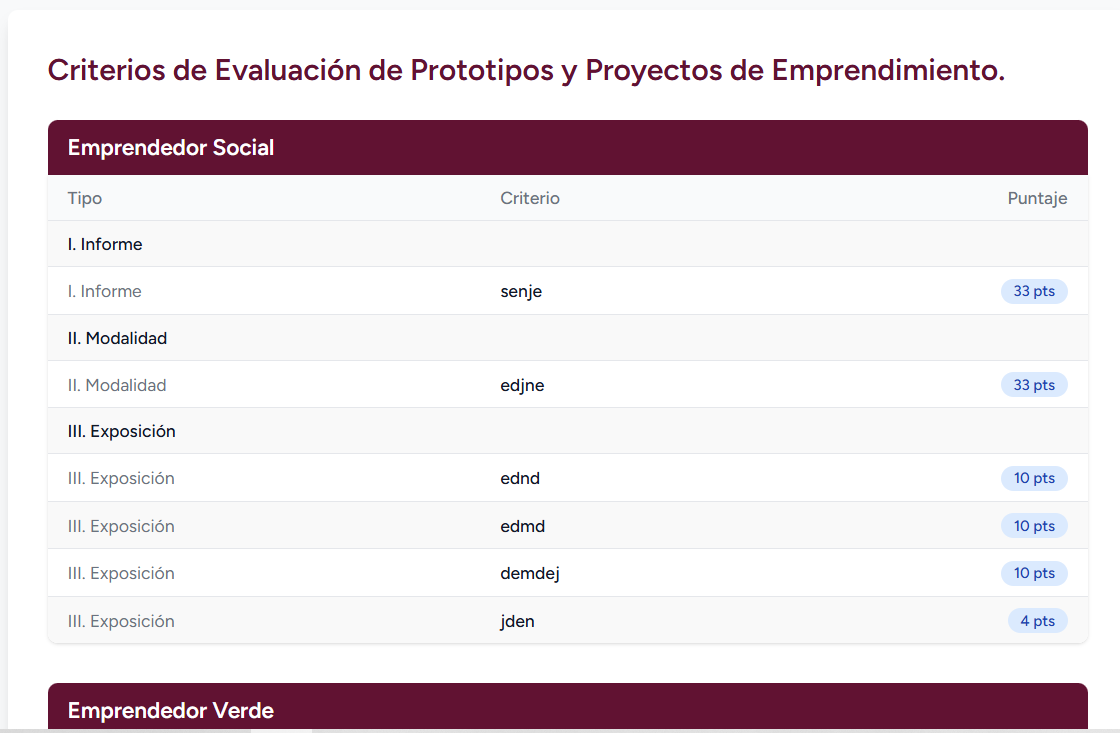 Criterios de Evaluación de Prototipos y Proyectos de Emprendimiento.
Emprendedor Social
Tipo Criterio Puntaje
I. Informe
I. Informe senje 33 pts
II. Modalidad
II. Modalidad edjne 33 pts
III. Exposición
III. Exposición ednd 10 pts
III. Exposición edmd 10 pts
III. Exposición demdej 10 pts
III. Exposición jden 4 pts
Emprendedor Verde